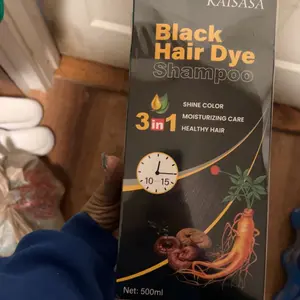 KAISASA
Black
Hair Dye
Shampoo
3 in 1
SHINE COLOR
MOISTURIZING CARE
HEALTHY HAIR
10 15
Net: 500ml